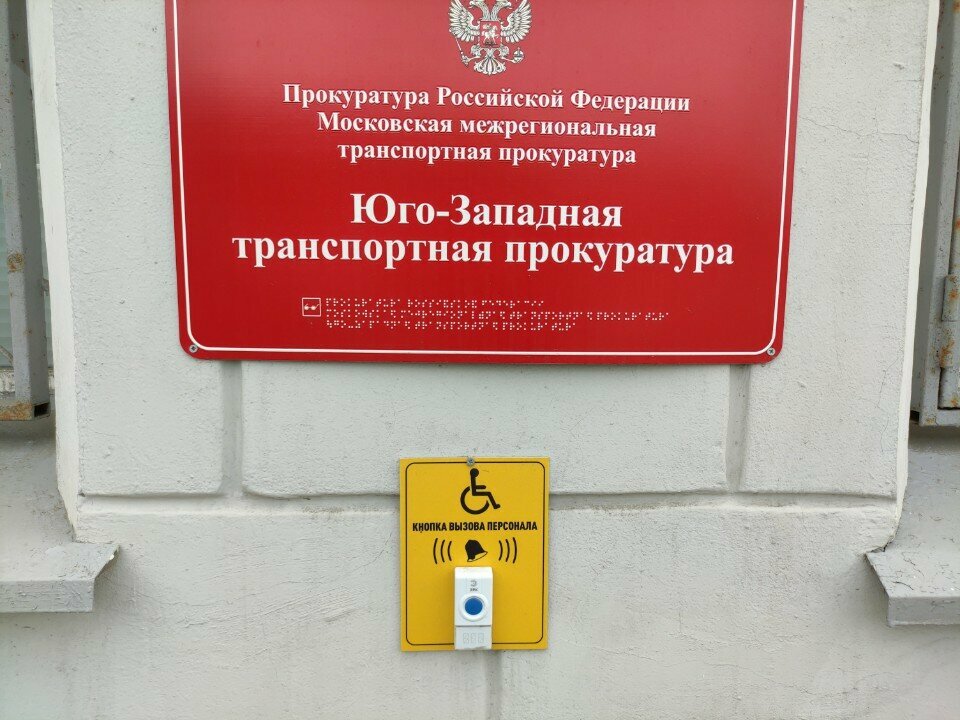 Прокуратура Российской Федерации
Московская межрегиональная
транспортная прокуратура
Юго-Западная
транспортная прокуратура
КНОПКА ВЫЗОВА ПЕРСОНАЛА